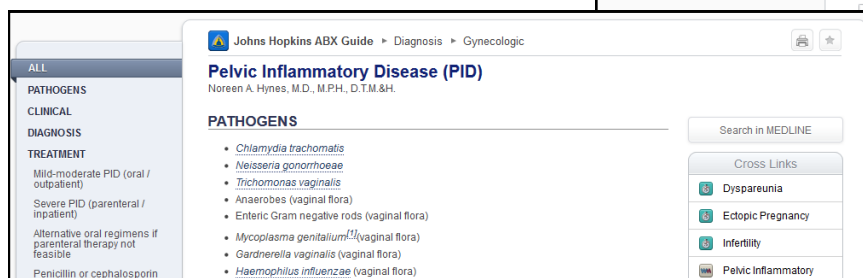 Johns Hopkins ABX Guide ▸ Diagnosis ▸ Gynecologic
ALL
PATHOGENS
CLINICAL
DIAGNOSIS
TREATMENT
Mild-moderate PID (oral /
outpatient)
Severe PID (parenteral /
inpatient)
Alternative oral regimens if
parenteral therapy not
feasible
Penicillin or cephalosporin
Pelvic Inflammatory Disease (PID)
Noreen A. Hynes, M.D., M.P.H., D.T.M.&H.
PATHOGENS
• Chlamydia trachomatis
• Neisseria gonorrhoeae
• Trichomonas vaginalis
• Anaerobes (vaginal flora)
• Enteric Gram negative rods (vaginal flora)
• Mycoplasma genitalium[1](vaginal flora)
• Gardnerella vaginalis (vaginal flora)
• Haemophilus influenzae (vaginal flora)
Search in MEDLINE
Cross Links
Dyspareunia
Ectopic Pregnancy
Infertility
Pelvic Inflammatory